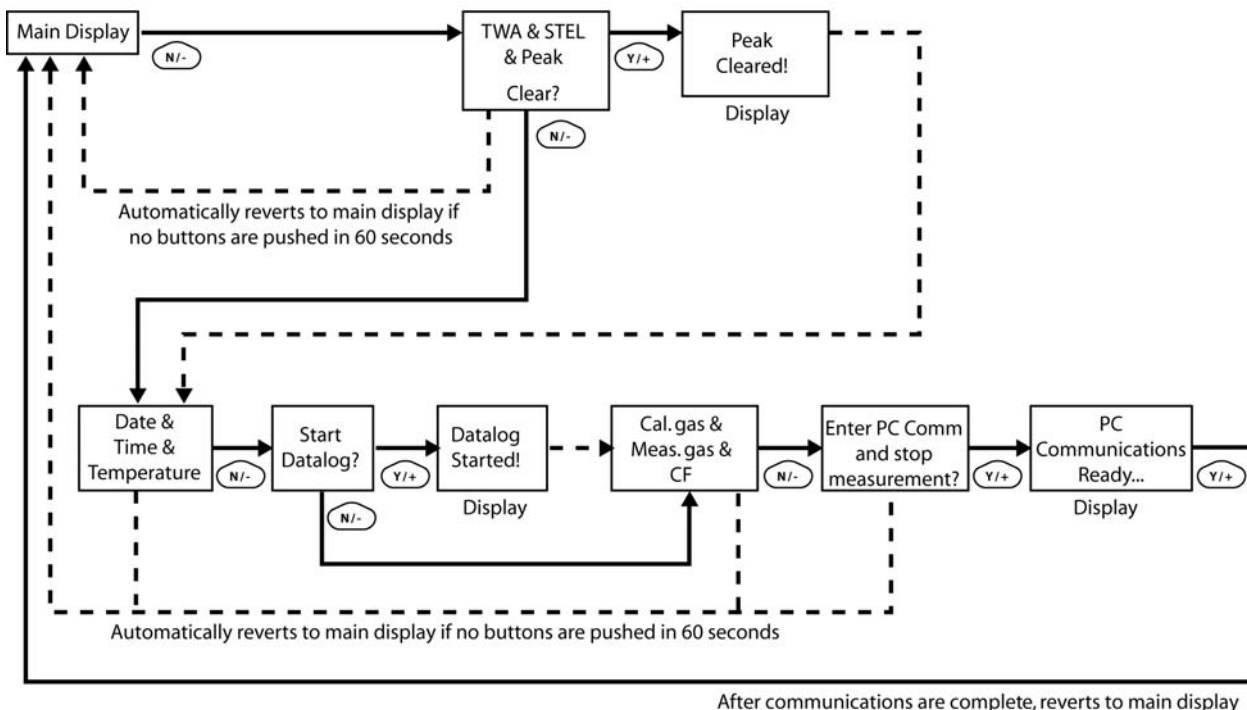 Main Display
N/-
TWA & STEL
& Peak
Clear?
Y/+
Peak
Cleared!
Display
N/-
Automatically reverts to main display if
no buttons are pushed in 60 seconds
Date &
Time &
Temperature
N/-
Start
Datalog?
Y/+
N/-
Datalog
Started!
Display
Cal. gas &
Meas. gas &
CF
N/-
Enter PC Comm
and stop
measurement?
Y/+
PC
Communications
Ready...
Display
Y/+
Automatically reverts to main display if no buttons are pushed in 60 seconds
After communications are complete, reverts to main display